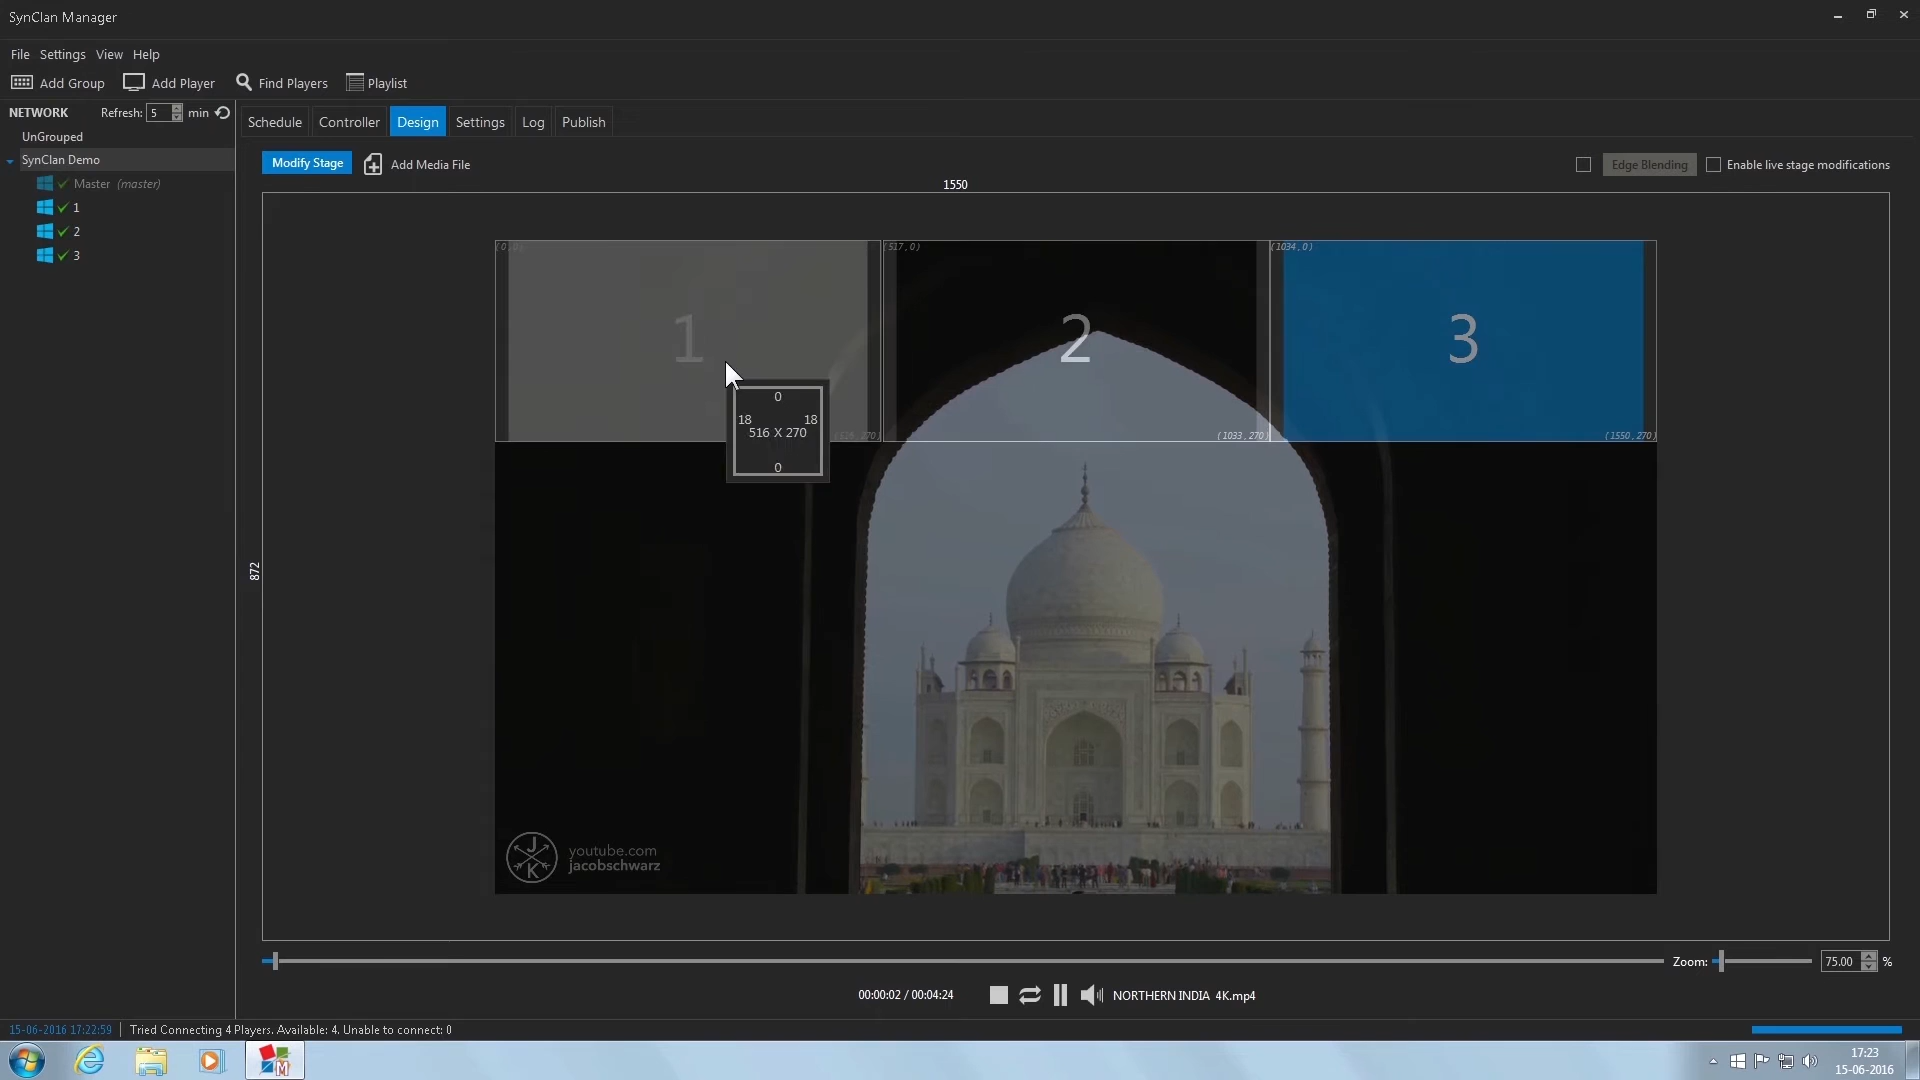 SynClan Manager
File Settings View Help
Add Group Add Player Find Players Playlist
NETWORK Refresh: 5 min
UnGrouped
SynClan Demo
Master (master)
1
2
3
Schedule Controller Design Settings Log Publish
Modify Stage Add Media File
Edge Blending Enable live stage modifications
1550
872
(0,0)
(517,0)
(1034,0)
1
2
3
0
18 18
516 X 270
0
(1033,270)
(1550,270)
J
K
youtube.com
jacobschwarz
Zoom: 75.00 %
00:00:02 / 00:04:24
NORTHERN INDIA 4K.mp4
15-06-2016 17:22:59 Tried Connecting 4 Players. Available: 4, Unable to connect: 0
M
17:23
15-06-2016